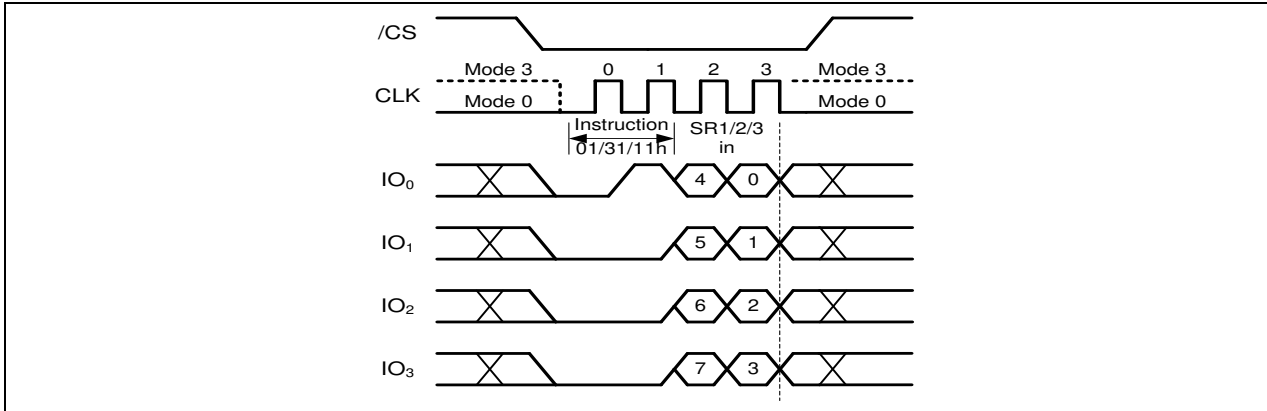 /CS
Mode 3 0 1 2 3 Mode 3
CLK
Mode 0 Mode 0
Instruction SR1/2/3
01/31/11h in
IO₀ 4 0
IO₁ 5 1
IO₂ 6 2
IO₃ 7 3